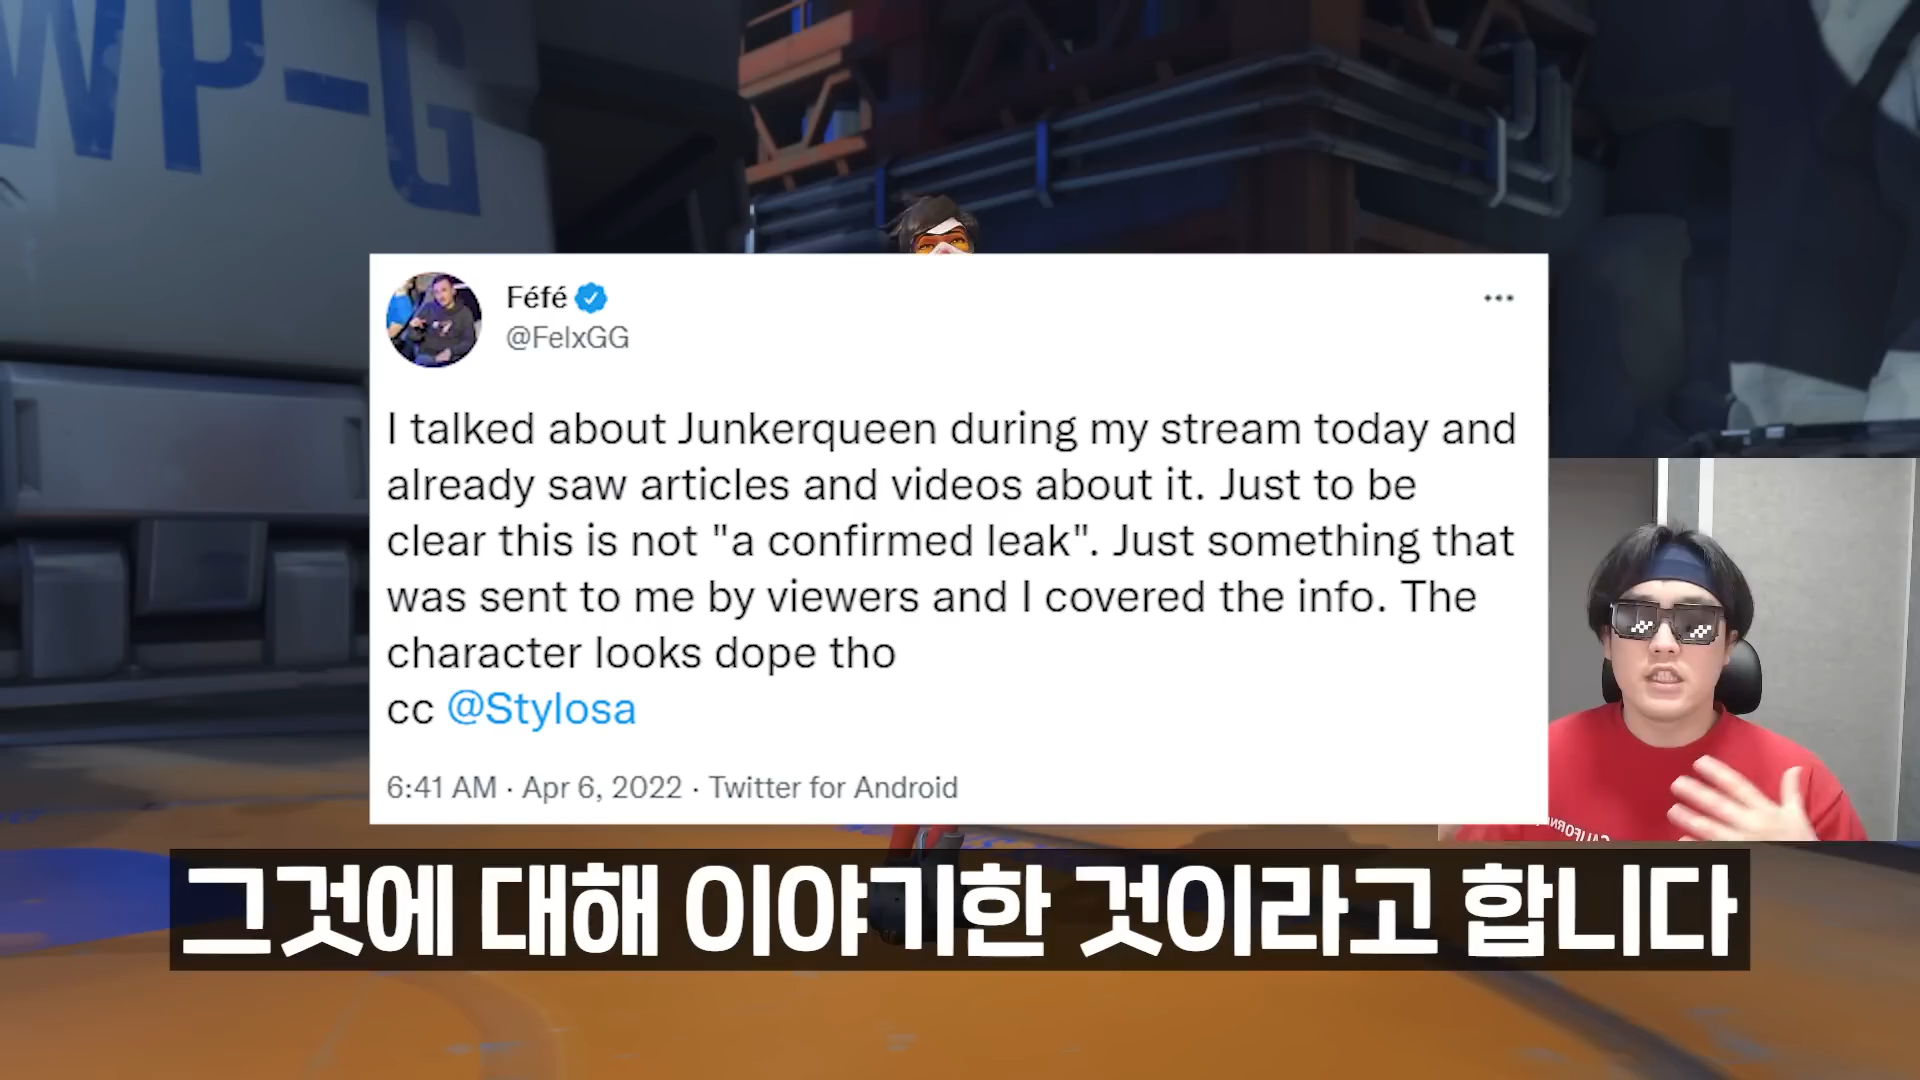 WP-G
Féfé
@FelxGG
I talked about Junkerqueen during my stream today and
already saw articles and videos about it. Just to be
clear this is not "a confirmed leak". Just something that
was sent to me by viewers and I covered the info. The
character looks dope tho
cc @Stylosa
6:41 AM · Apr 6, 2022 · Twitter for Android
그것에 대해 이야기한 것이라고 합니다